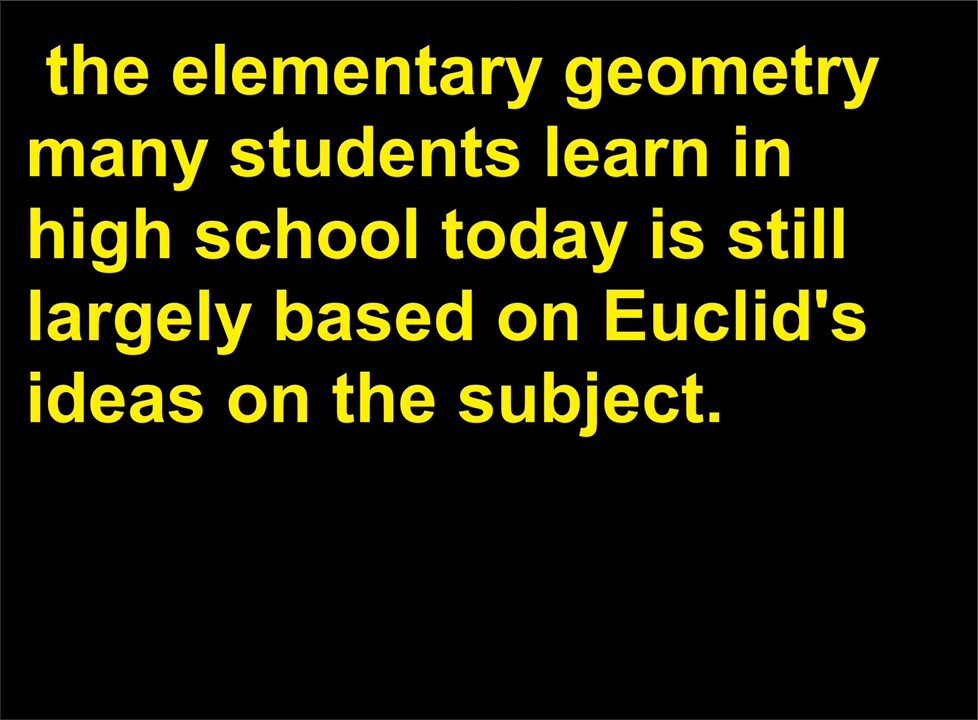 the elementary geometry
many students learn in
high school today is still
largely based on Euclid's
ideas on the subject.